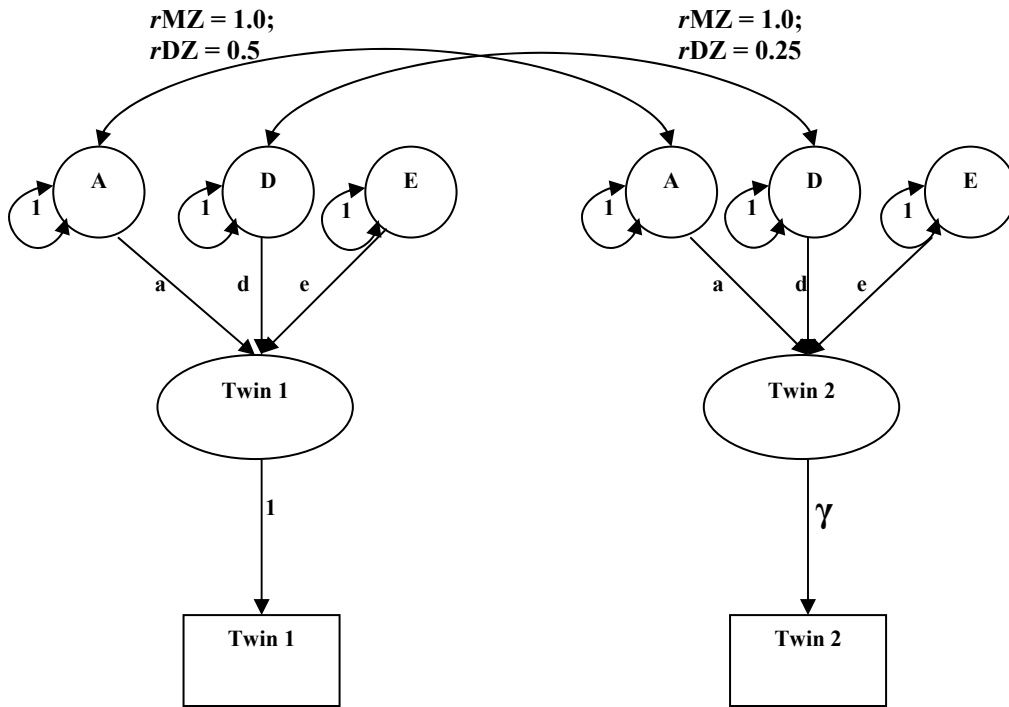 rMZ = 1.0;
rDZ = 0.5
rMZ = 1.0;
rDZ = 0.25
A
D
E
A
D
E
1
1
1
1
1
1
a
d
e
a
d
e
Twin 1
Twin 2
1
γ
Twin 1
Twin 2